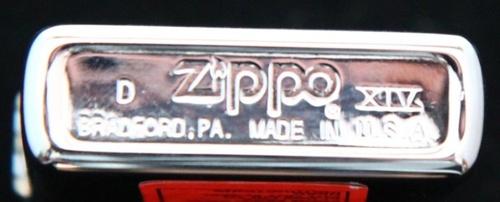 D Zippo XIV
BRADFORD, PA. MADE IN U.S.A.